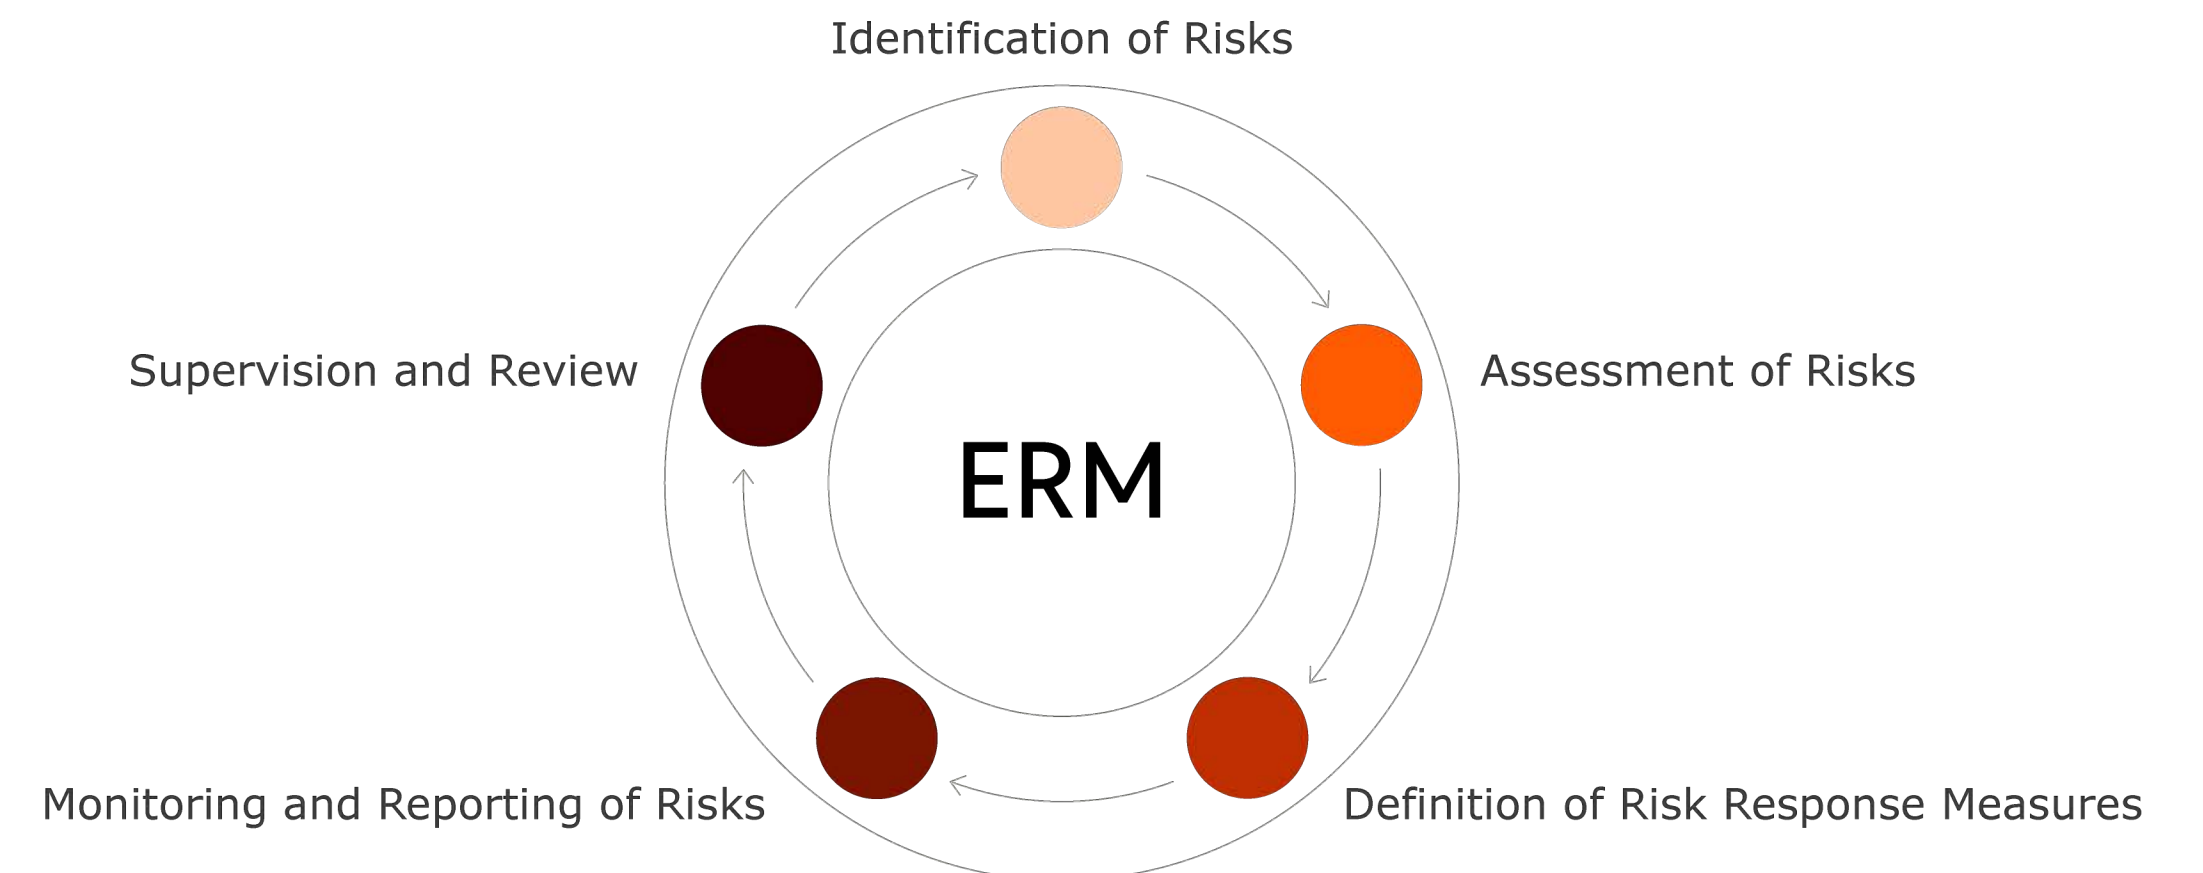 Identification of Risks
Supervision and Review
Assessment of Risks
ERM
Monitoring and Reporting of Risks
Definition of Risk Response Measures